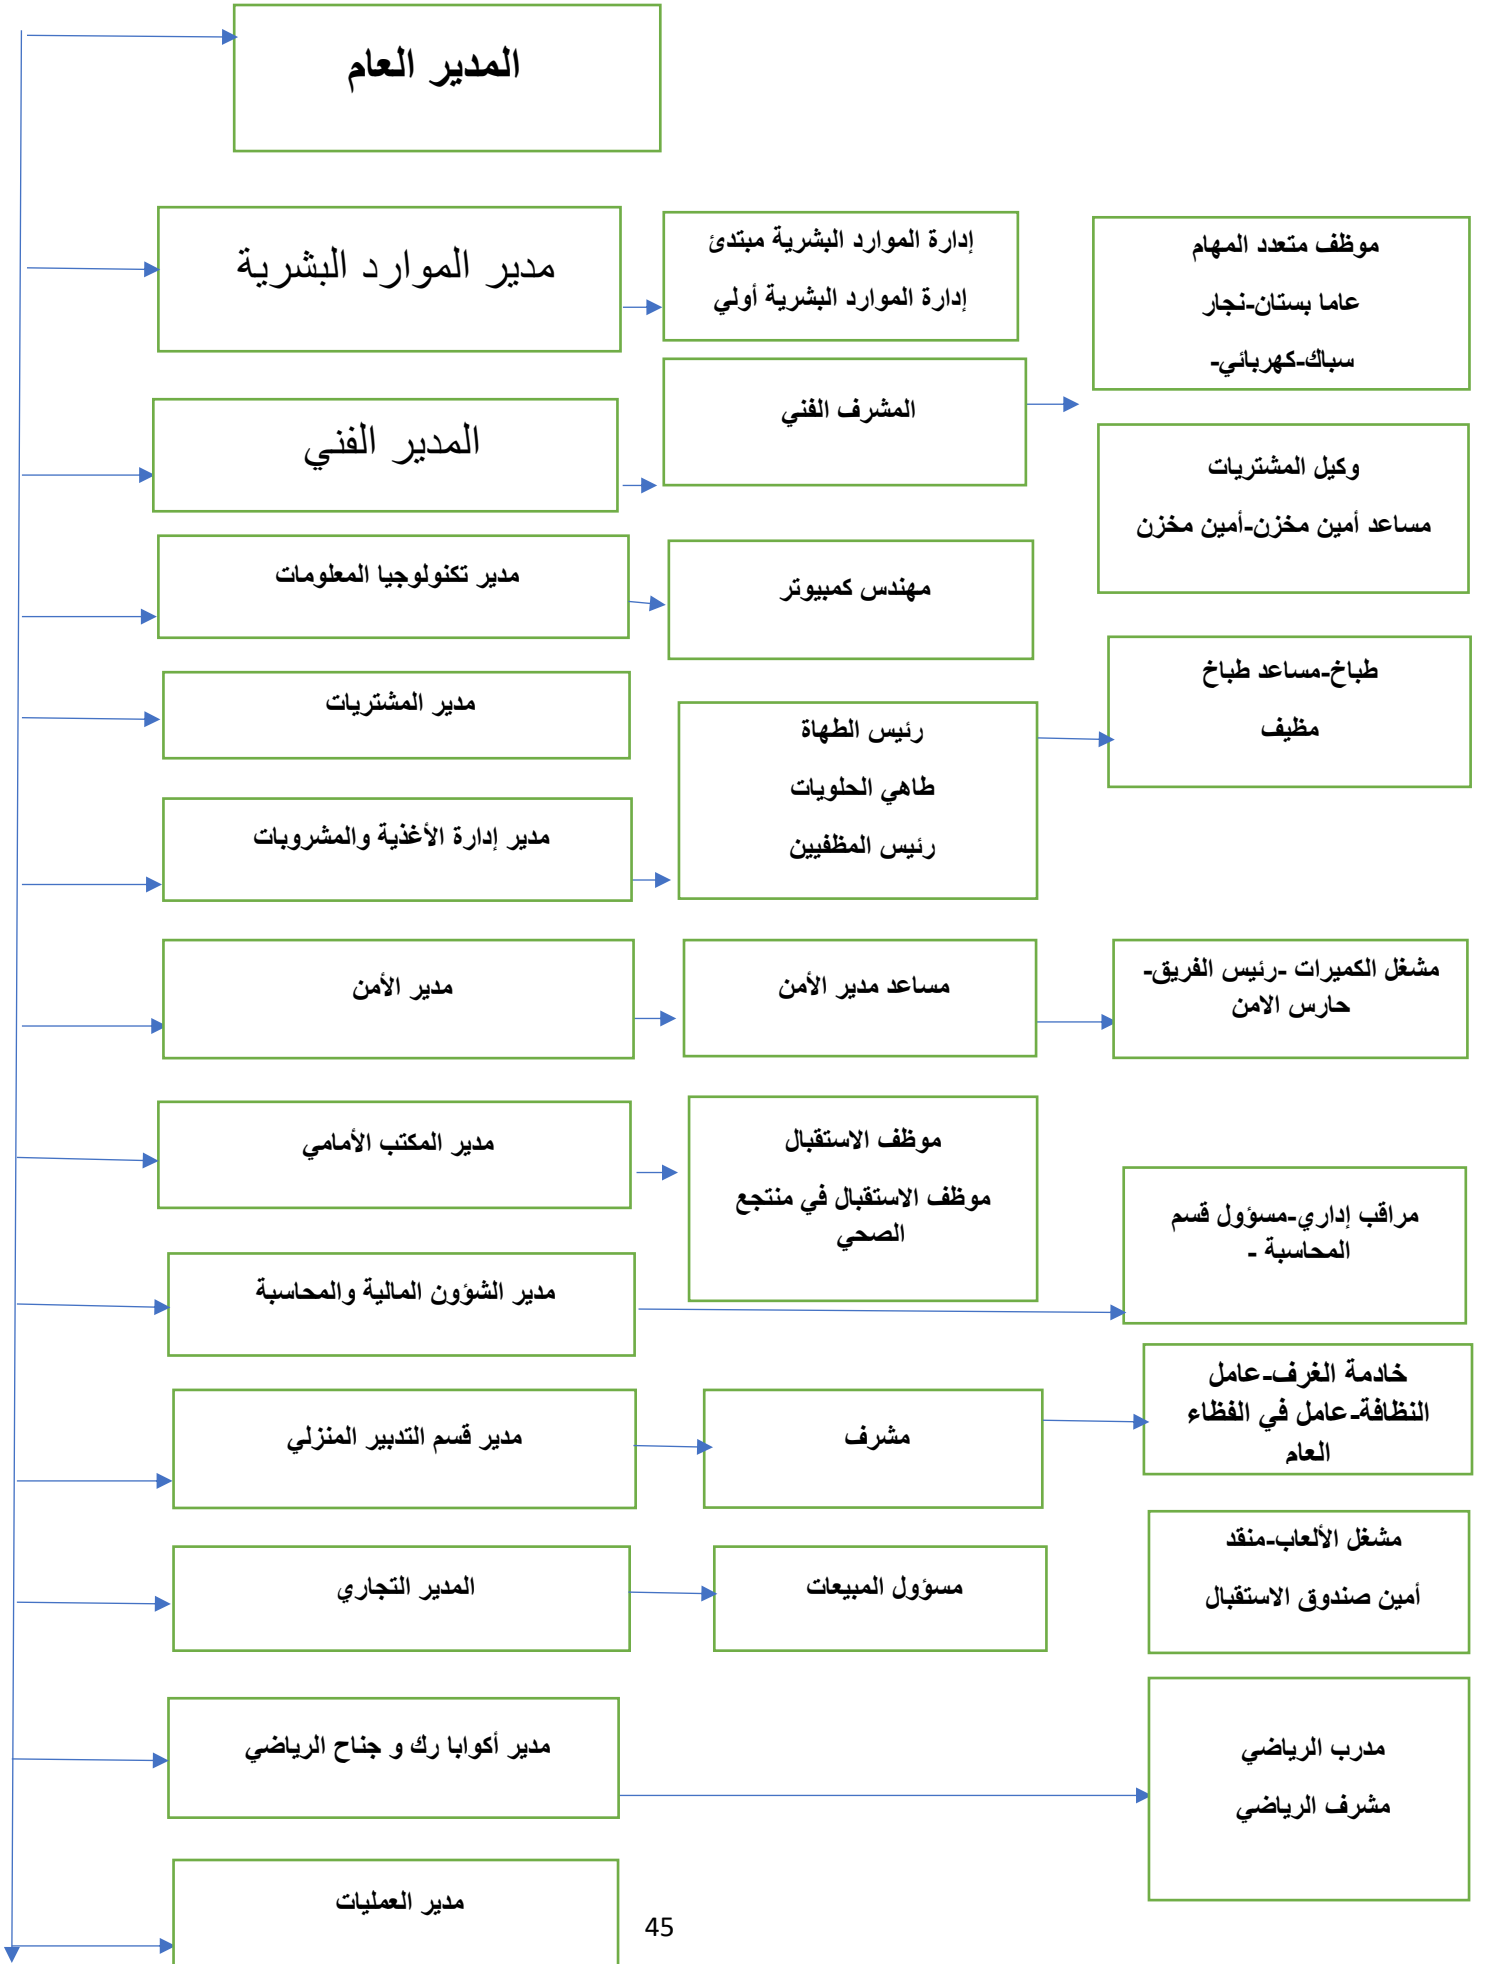 المدير العام
مدير الموارد البشرية
إدارة الموارد البشرية مبتدئ
إدارة الموارد البشرية أولي
موظف متعدد المهام
عاما بستان-نجار
سباك-كهربائي-
المدير الفني
المشرف الفني
وكيل المشتريات
مساعد أمين مخزن-أمين مخزن
مدير تكنولوجيا المعلومات
مهندس كمبيوتر
مدير المشتريات
رئيس الطهاة
طاهي الحلويات
رئيس المظفيين
طباخ-مساعد طباخ
مظيف
مدير إدارة الأغذية والمشروبات
مدير الأمن
مساعد مدير الأمن
مشغل الكميرات -رئيس الفريق-
حارس الامن
مدير المكتب الأمامي
موظف الاستقبال
موظف الاستقبال في منتجع
الصحي
مراقب إداري-مسؤول قسم
المحاسبة -
مدير الشؤون المالية والمحاسبة
خادمة الغرف-عامل
النظافة-عامل في الفظاء
العام
مدير قسم التدبير المنزلي
مشرف
مشغل الألعاب-منقد
أمين صندوق الاستقبال
المدير التجاري
مسؤول المبيعات
مدير أكوابا رك و جناح الرياضي
مدرب الرياضي
مشرف الرياضي
مدير العمليات
45